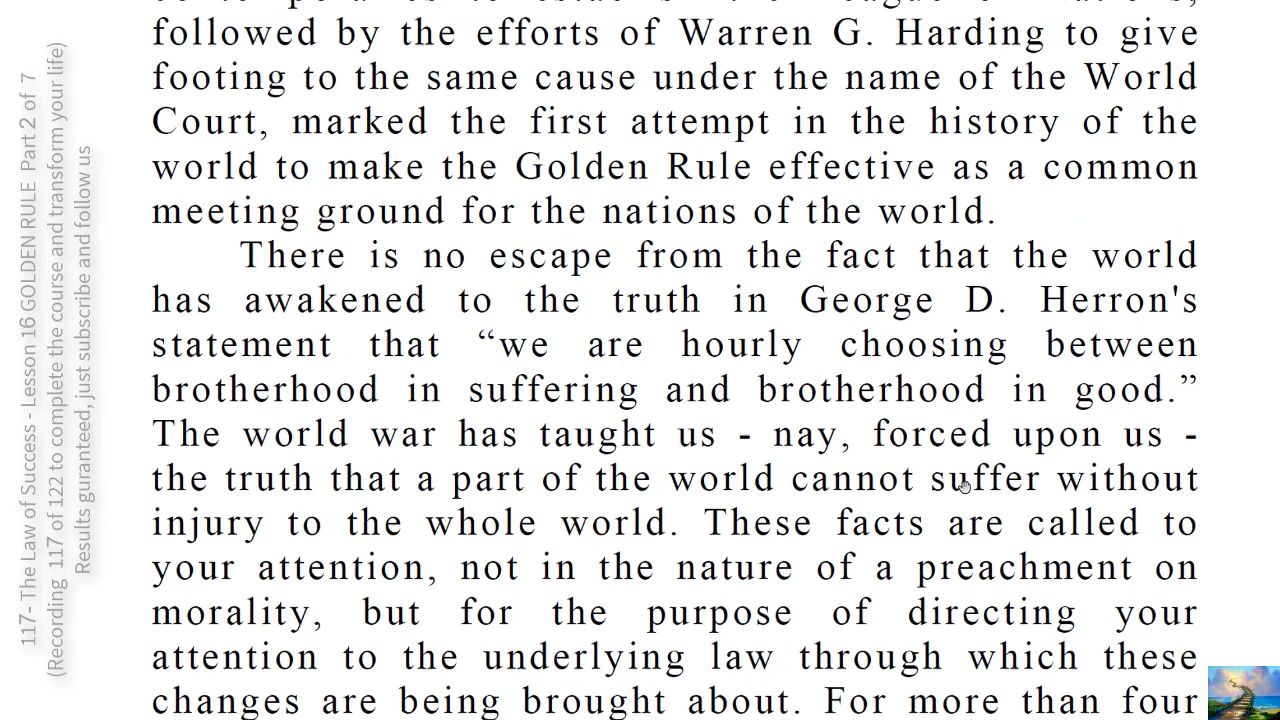 followed by the efforts of Warren G. Harding to give
footing to the same cause under the name of the World
Court, marked the first attempt in the history of the
world to make the Golden Rule effective as a common
meeting ground for the nations of the world.
There is no escape from the fact that the world
has awakened to the truth in George D. Herron's
statement that “we are hourly choosing between
brotherhood in suffering and brotherhood in good.”
The world war has taught us - nay, forced upon us -
the truth that a part of the world cannot suffer without
injury to the whole world. These facts are called to
your attention, not in the nature of a preachment on
morality, but for the purpose of directing your
attention to the underlying law through which these
changes are being brought about. For more than four
117 - The Law of Success - Lesson 16 GOLDEN RULE Part 2 of 7
(Recording 117 of 122 to complete the course and transform your life)
Results guranteed, just subscribe and follow us